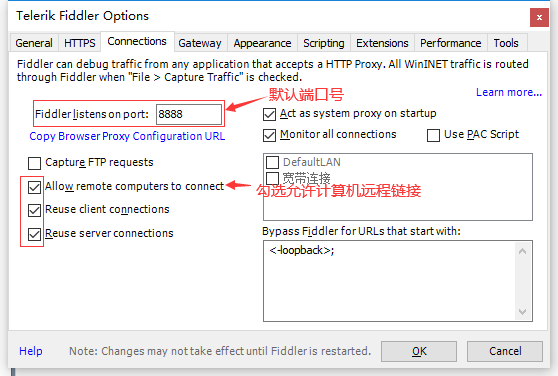 Telerik Fiddler Options
General HTTPS Connections Gateway Appearance Scripting Extensions Performance Tools
Fiddler can debug traffic from any application that accepts a HTTP Proxy. All WinINET traffic is routed
through Fiddler when "File > Capture Traffic" is checked.
Learn more...
默认端口号
Fiddler listens on port: 8888
Copy Browser Proxy Configuration URL
Capture FTP requests
Allow remote computers to connect
勾选允许计算机远程链接
Reuse client connections
Reuse server connections
Act as system proxy on startup
Monitor all connections Use PAC Script
DefaultLAN
宽带连接
Bypass Fiddler for URLs that start with:
<-loopback>;
Help Note: Changes may not take effect until Fiddler is restarted. OK Cancel